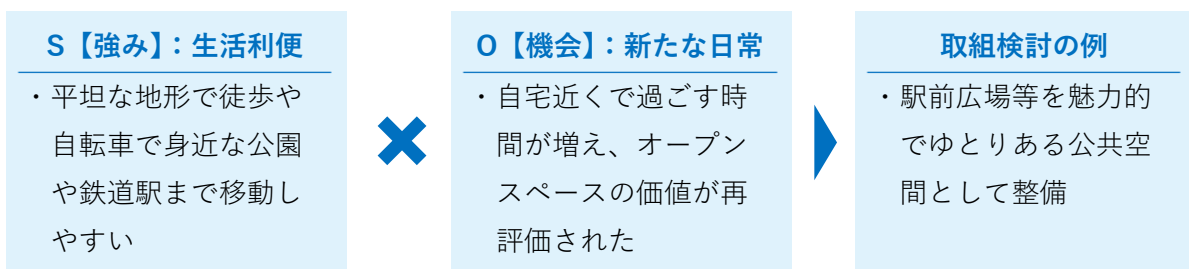 S【強み】：生活利便
・平坦な地形で徒歩や
自転車で身近な公園
や鉄道駅まで移動し
やすい
O【機会】：新たな日常
・自宅近くで過ごす時
間が増え、オープン
スペースの価値が再
評価された
取組検討の例
・駅前広場等を魅力的
でゆとりある公共空
間として整備